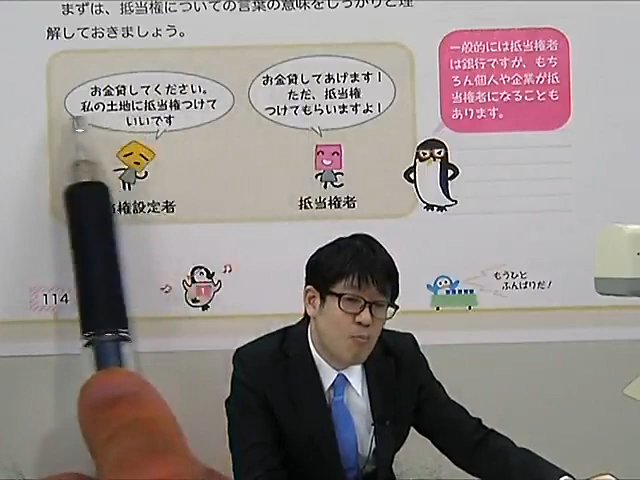 まずは、抵当権についての言葉の意味をしっかりと理
解しておきましょう。
お金貸してください。
私の土地に抵当権つけて
いいです
お金貸してあげます！
ただ、抵当権
つけてもらいますよ！
一般的には抵当権者
は銀行ですが、もち
ろん個人や企業が抵
当権者になることも
あります。
権設定者
抵当権者
114
もうひと
ふんばりだ！